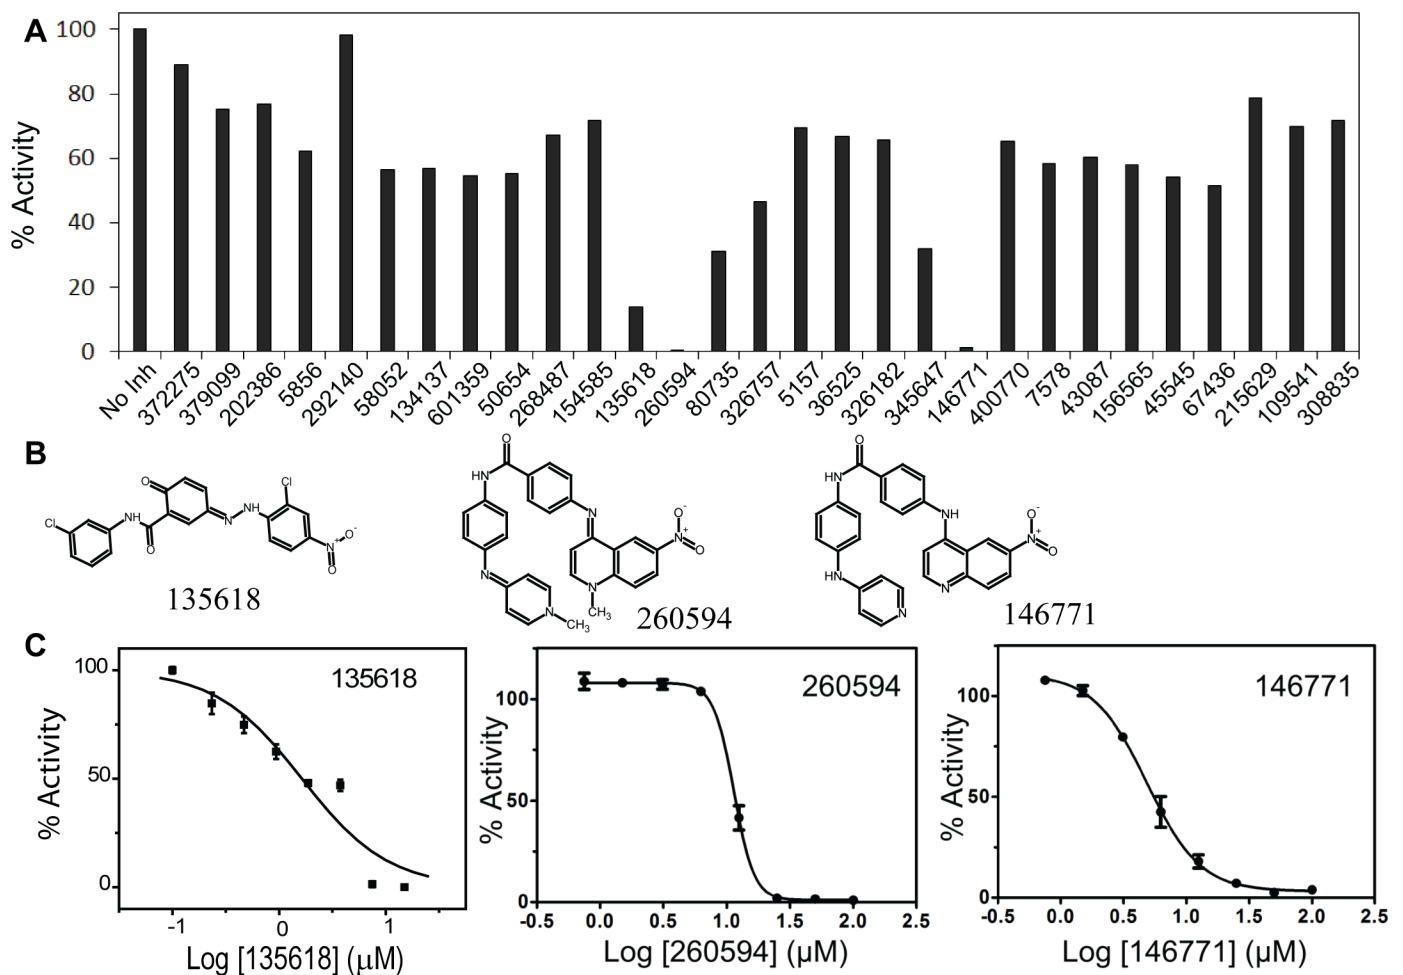 A
% Activity
100
80
60
40
20
0
No Inh
372275
379099
202386
5856
292140
58052
134137
601359
50654
268487
154585
135618
260594
80735
326757
5157
36525
326182
345647
146771
400770
7578
43087
156565
45545
67436
215629
109541
308835
B
Cl
NH
O
O
N
NH
Cl
N+
O-
O
135618
O
HN
N
N
CH3
N
N
CH3
N+
O-
O
260594
O
HN
HN
N
NH
N
N+
O-
O
146771
C
135618
% Activity
100
50
0
-1 0 1
Log [135618] (μM)
260594
% Activity
100
50
0
-0.5 0.0 0.5 1.0 1.5 2.0 2.5
Log [260594] (μM)
146771
% Activity
100
50
0
-0.5 0.0 0.5 1.0 1.5 2.0 2.5
Log [146771] (μM)